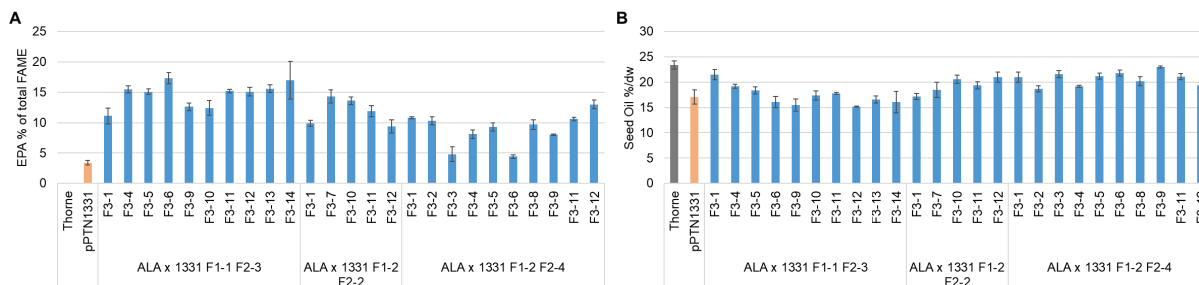 A
EPA % of total FAME
25
20
15
10
5
0
Thorne
pPTN1331
F3-1
F3-4
F3-5
F3-6
F3-9
F3-10
F3-11
F3-12
F3-13
F3-14
F3-1
F3-7
F3-10
F3-11
F3-12
F3-1
F3-2
F3-3
F3-4
F3-5
F3-6
F3-8
F3-9
F3-11
F3-12
ALA x 1331 F1-1 F2-3
ALA x 1331 F1-2
F2-2
ALA x 1331 F1-2 F2-4
B
Seed Oil %/dw
30
25
20
15
10
5
0
Thorne
pPTN1331
F3-1
F3-4
F3-5
F3-6
F3-9
F3-10
F3-11
F3-12
F3-13
F3-14
F3-1
F3-7
F3-10
F3-11
F3-12
F3-1
F3-2
F3-3
F3-4
F3-5
F3-6
F3-8
F3-9
F3-11
ALA x 1331 F1-1 F2-3
ALA x 1331 F1-2
F2-2
ALA x 1331 F1-2 F2-4